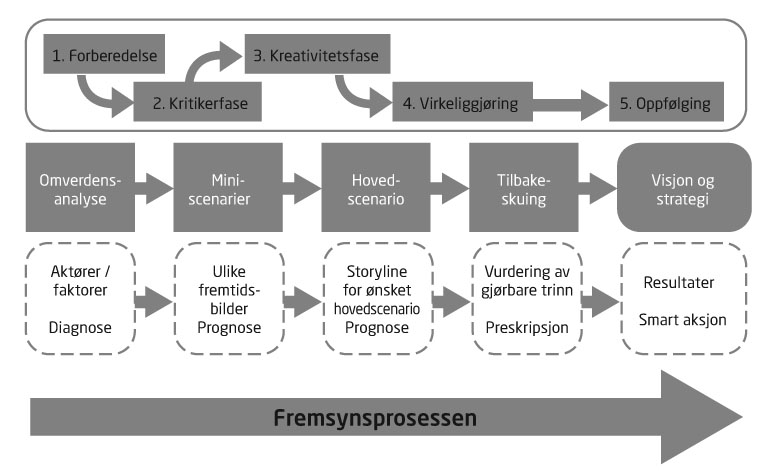 1. Forberedelse
2. Kritikerfase
3. Kreativitetsfase
4. Virkeliggjøring
5. Oppfølging
Omverdens-
analyse
Mini-
scenarier
Hoved-
scenario
Tilbake-
skuing
Visjon og
strategi
Aktører /
faktorer
Diagnose
Ulike
fremtids-
bilder
Prognose
Storyline
for ønsket
hovedscenario
Prognose
Vurdering av
gjørbare trinn
Preskripsjon
Resultater
Smart aksjon
Fremsynsprosessen